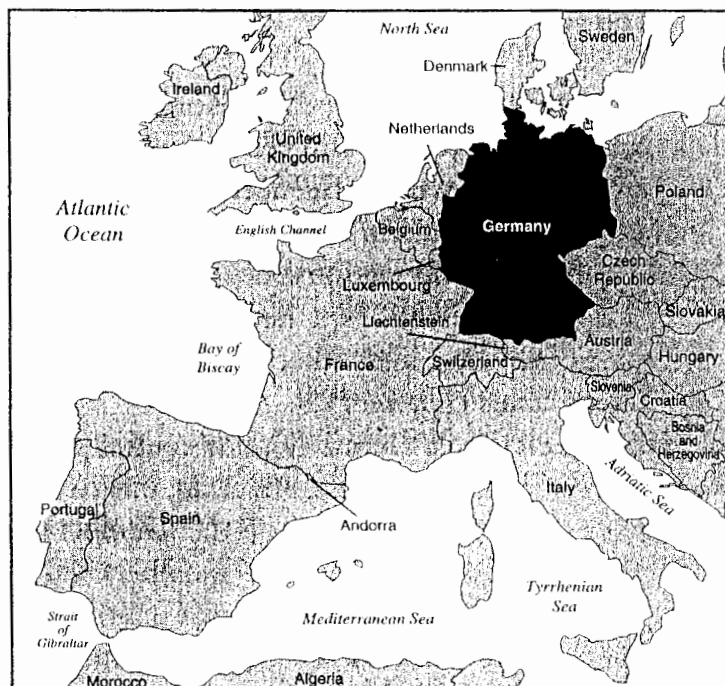 North Sea
Sweden
Denmark
Ireland
Netherlands
United
Kingdom
Poland
Atlantic
Ocean
English Channel
Belgium
Germany
Czech
Republic
Luxembourg
Slovakia
Liechtenstein
Austria
Bay of
Biscay
France
Switzerland
Hungary
Slovenia
Croatia
Bosnia
and
Herzegovina
Adriatic Sea
Italy
Portugal
Spain
Andorra
Tyrrhenian
Sea
Strait
of
Gibraltar
Mediterranean Sea
Morocco
Algeria